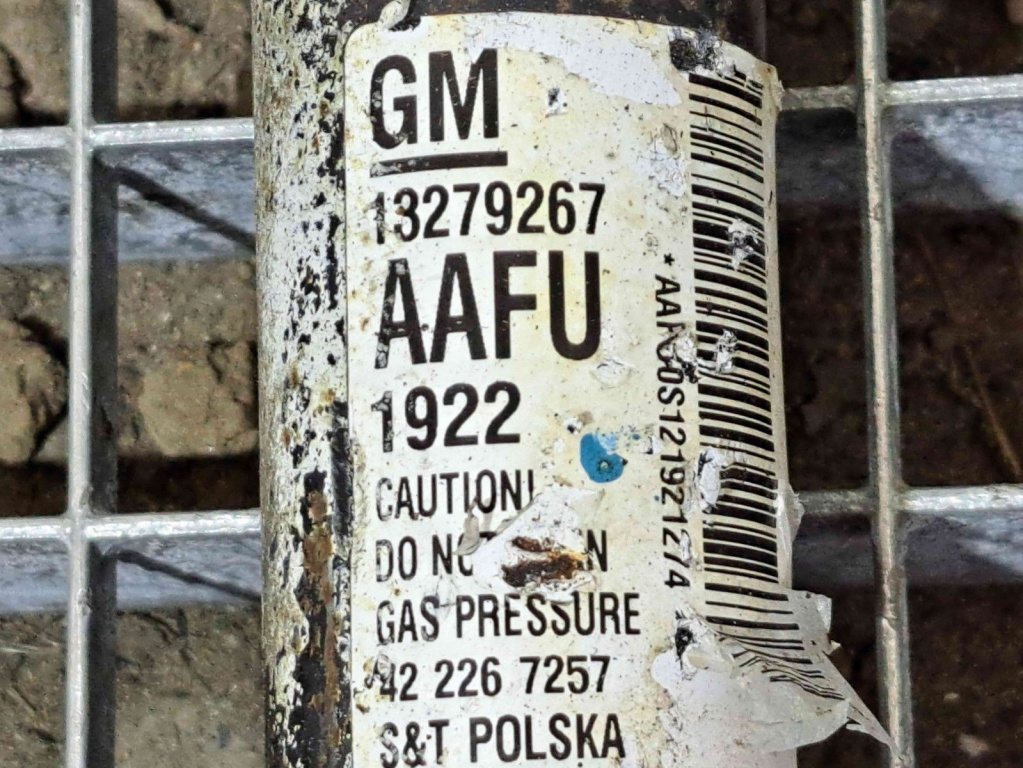 GM
13279267
AAFU
1922
CAUTION!
DO
GAS PRESSURE
42 226 7257
S&T POLSKA